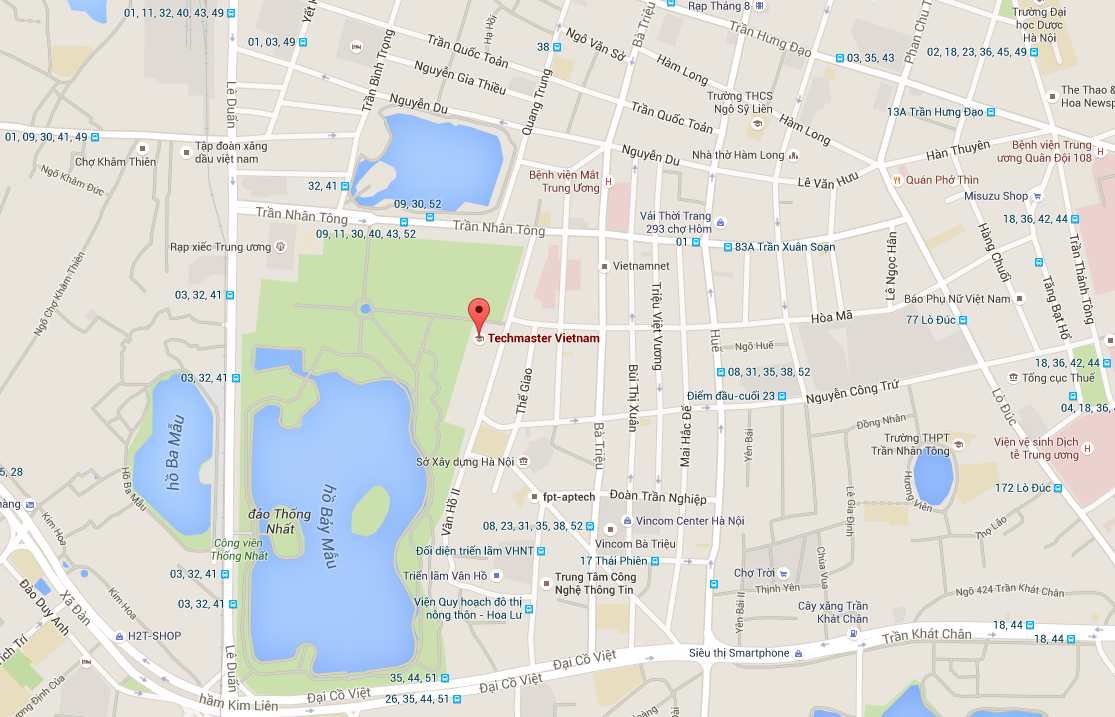 01, 11, 32, 40, 43, 49
Yết K
Hạ Hồi
Bà Triệu
Rạp Tháng 8
Phan Chu T
Trường Đại
học Dược
Hà Nội
01, 03, 49
Trần Bình Trọng
Trần Quốc Toản
38
Ngô Văn Sở
Trần Hưng Đạo
03, 35, 43
02, 18, 23, 36, 45, 49
Lê Duẩn
Nguyễn Gia Thiều
Hàm Long
Nguyễn Du
Quang Trung
Trần Quốc Toản
Trường THCS
Ngô Sỹ Liên
Hàm Long
13A Trần Hưng Đạo
The Thao &
Hoa Newsp
01, 09, 30, 41, 49
Chợ Khâm Thiên
Tập đoàn xăng
dầu việt nam
Nguyễn Du
Nhà thờ Hàm Long
Hàn Thuyên
Bệnh viện Trung
ương Quân Đội 108
Ngõ Khâm Đức
32, 41
Bệnh viện Mắt
Trung Ương
Lê Văn Hưu
Quán Phở Thìn
Misuzu Shop
09, 30, 52
Trần Nhân Tông
Trần Nhân Tông
Vải Thời Trang
293 chợ Hôm
18, 36, 42, 44
09, 11, 30, 40, 43, 52
01
83A Trần Xuân Soạn
Rạp xiếc Trung ương
Lê Ngọc Hân
Hàng Chuối
Trần Thánh Tông
Vietnamnet
Ngõ Chợ Khâm Thiên
03, 32, 41
Triệu Việt Vương
Tăng Bạt Hổ
Báo Phụ Nữ Việt Nam
Hòa Mã
77 Lò Đúc
Techmaster Vietnam
Huế
Ngõ Huế
03, 32, 41
Thể Giao
Bùi Thị Xuân
08, 31, 35, 38, 52
18, 36, 42, 44
Tổng cục Thuế
Điểm đầu-cuối 23
Nguyễn Công Trứ
Lò Đúc
04, 18, 36,
hồ Ba Mẫu
Bà Triệu
Mai Hắc Đế
Yên Bái
Đồng Nhân
Trường THPT
Trần Nhân Tông
Viện vệ sinh Dịch
tễ Trung ương
Sở Xây dựng Hà Nội
5, 28
Hồ Ba Mẫu
hồ Bảy Mẫu
Vân Hồ II
fpt-aptech
Đoàn Trần Nghiệp
Lê Gia Định
Hương Viên
172 Lò Đúc
hàng
Kim Hoa
đảo Thống
Nhất
08, 23, 31, 35, 38, 52
Vincom Center Hà Nội
Thọ Lão
Công viên
Thống Nhất
Đối diện triển lãm VHNT
Vincom Bà Triệu
17 Thái Phiên
Chùa Vua
03, 32, 41
Triển lãm Vân Hồ
Trung Tâm Công
Nghệ Thông Tin
Chợ Trời
Thịnh Yên
Đào Duy Anh
Xã Đàn
Kim Hoa
03, 32, 41
Viện Quy hoạch đô thị
nông thôn - Hoa Lư
Yên Bái II
Cây xăng Trần
Khát Chân
Ngõ 424 Trần Khát Chân
H2T-SHOP
18, 44
Trần Khát Chân
18, 44
ịch Trí
Lê Duẩn
Đại Cồ Việt
Siêu thị Smartphone
35, 44, 51
Đại Cồ Việt
Đại Cồ Việt
26, 35, 44, 51
hầm Kim Liên
ương Định Của
Hoàng